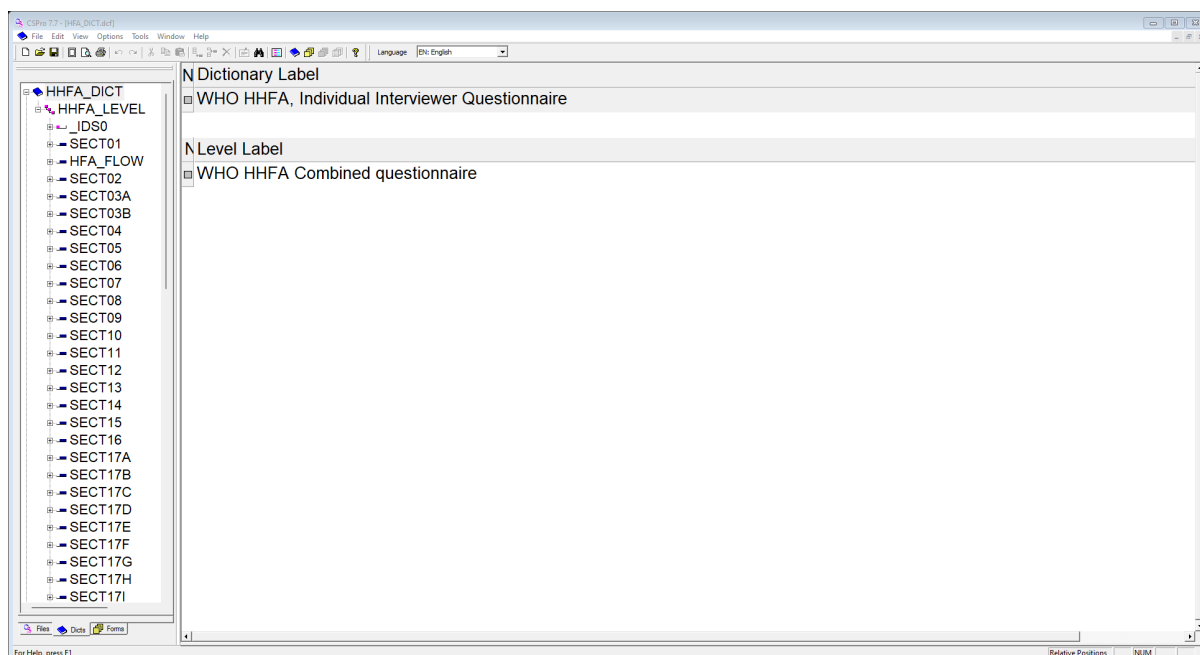 CSPro 7.7 - [HFA_DICT.dcf]
File Edit View Options Tools Window Help
Language EN: English
HHFA_DICT
HHFA_LEVEL
_IDS0
SECT01
HFA_FLOW
SECT02
SECT03A
SECT03B
SECT04
SECT05
SECT06
SECT07
SECT08
SECT09
SECT10
SECT11
SECT12
SECT13
SECT14
SECT15
SECT16
SECT17A
SECT17B
SECT17C
SECT17D
SECT17E
SECT17F
SECT17G
SECT17H
SECT17I
Files Dicts Forms
N Dictionary Label
WHO HHFA, Individual Interviewer Questionnaire
N Level Label
WHO HHFA Combined questionnaire
For Help, press F1
Relative Positions NUM